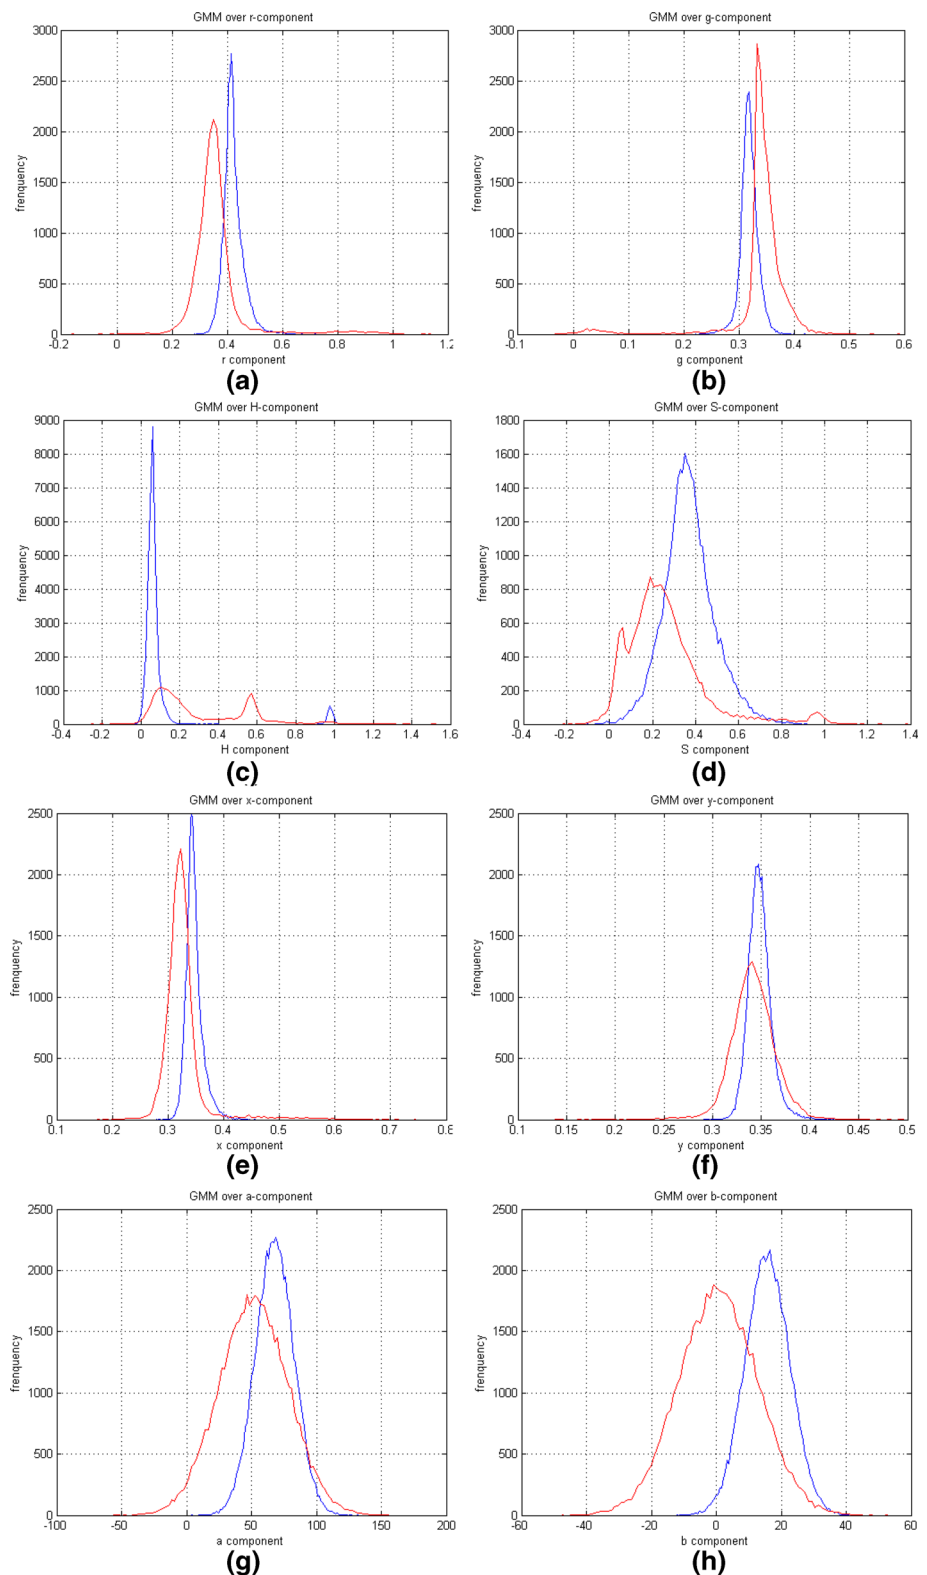 GMM over r-component
3000
2500
2000
1500
1000
500
0
frenquency
-0.2 0 0.2 0.4 0.6 0.8 1 1.2
r component
(a)
GMM over g-component
3000
2500
2000
1500
1000
500
0
frenquency
-0.1 0 0.1 0.2 0.3 0.4 0.5 0.6
g component
(b)
GMM over H-component
9000
8000
7000
6000
5000
4000
3000
2000
1000
0
frenquency
-0.4 -0.2 0 0.2 0.4 0.6 0.8 1.0 1.2 1.4 1.6
H component
(c)
GMM over S-component
1800
1600
1400
1200
1000
800
600
400
200
0
frenquency
-0.4 -0.2 0 0.2 0.4 0.6 0.8 1 1.2 1.4
S component
(d)
GMM over x-component
2500
2000
1500
1000
500
0
frenquency
0.1 0.2 0.3 0.4 0.5 0.6 0.7 0.8
x component
(e)
GMM over y-component
2500
2000
1500
1000
500
0
frenquency
0.1 0.15 0.2 0.25 0.3 0.35 0.4 0.45 0.5
y component
(f)
GMM over a-component
2500
2000
1500
1000
500
0
frenquency
-100 -50 0 50 100 150 200
a component
(g)
GMM over b-component
2500
2000
1500
1000
500
0
frenquency
-60 -40 -20 0 20 40 60
b component
(h)